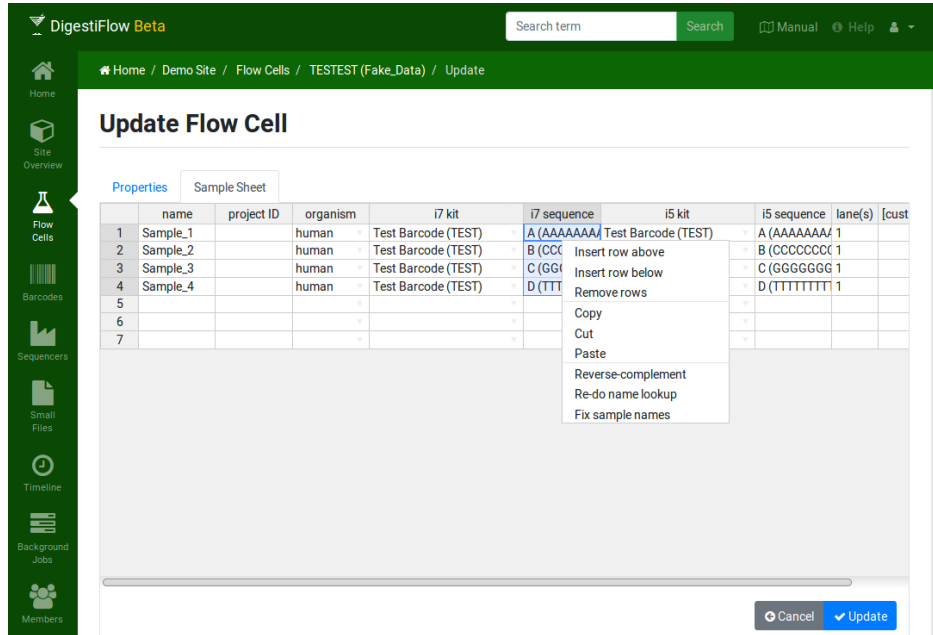 DigestiFlow Beta
Search term
Search
Manual
Help
Home / Demo Site / Flow Cells / TESTEST (Fake_Data) / Update
Home
Site
Overview
Flow
Cells
Barcodes
Sequencers
Small
Files
Timeline
Background
Jobs
Members
Update Flow Cell
Properties
Sample Sheet
name project ID organism i7 kit i7 sequence i5 kit i5 sequence lane(s) [cust
1 Sample_1 human Test Barcode (TEST) A (AAAAAAAA Test Barcode (TEST) A (AAAAAAAA 1
2 Sample_2 human Test Barcode (TEST) B (CCC B (CCCCCCCC 1
3 Sample_3 human Test Barcode (TEST) C (GGG C (GGGGGGG 1
4 Sample_4 human Test Barcode (TEST) D (TTT D (TTTTTTTT 1
5
6
7
Insert row above
Insert row below
Remove rows
Copy
Cut
Paste
Reverse-complement
Re-do name lookup
Fix sample names
Cancel
Update